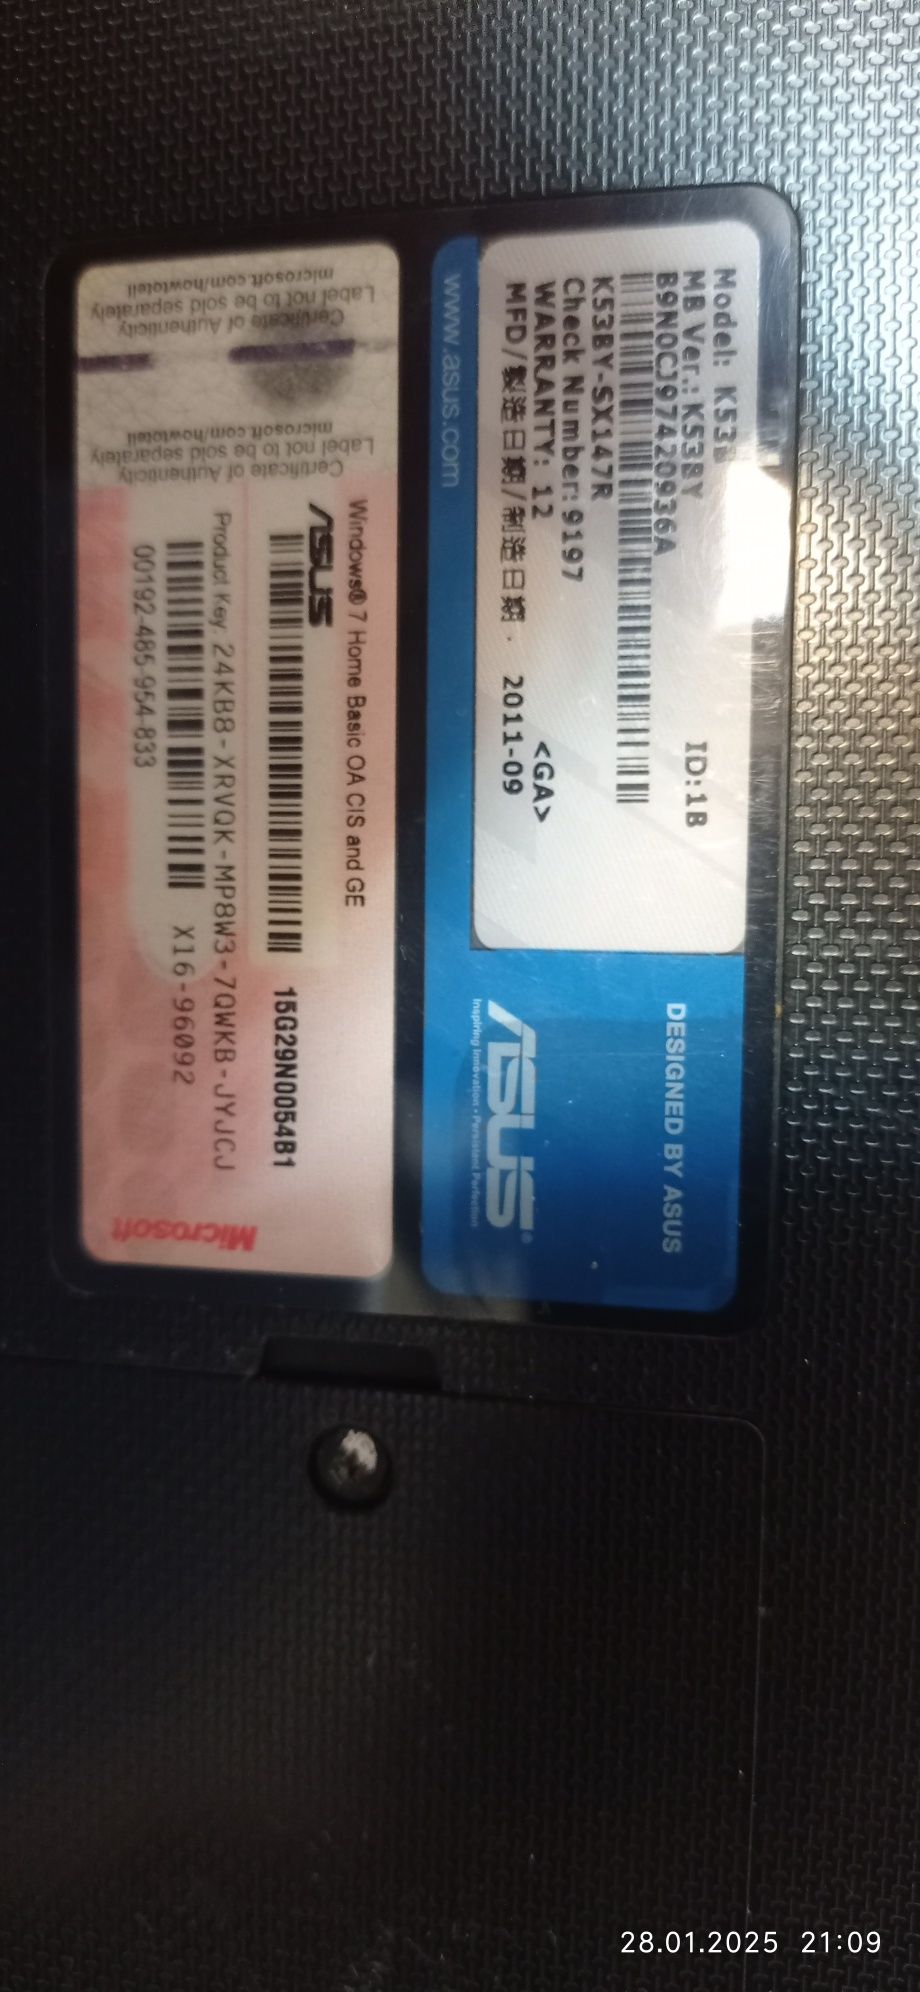 Model: K53
MB Ver.: K53BY ID:1B
B9N0CJ974209936A
K53BY-SX147R
Check Number: 9197
WARRANTY: 12 <GA>
MFD/製造日期/制造日期: 2011-09
www.asus.com
DESIGNED BY ASUS
ASUS®
Inspiring Innovation • Persistent Perfection
Windows® 7 Home Basic OA CIS and GE
ASUS
15G29N0054B1
Product Key: 24KB8-XRVQK-MP8W3-7QWKB-JYJCJ
X16-96092
00192-485-954-833
Certificate of Authenticity
Label not to be sold separately
microsoft.com/howtotell
Certificate of Authenticity
Label not to be sold separately
microsoft.com/howtotell
Microsoft
28.01.2025 21:09